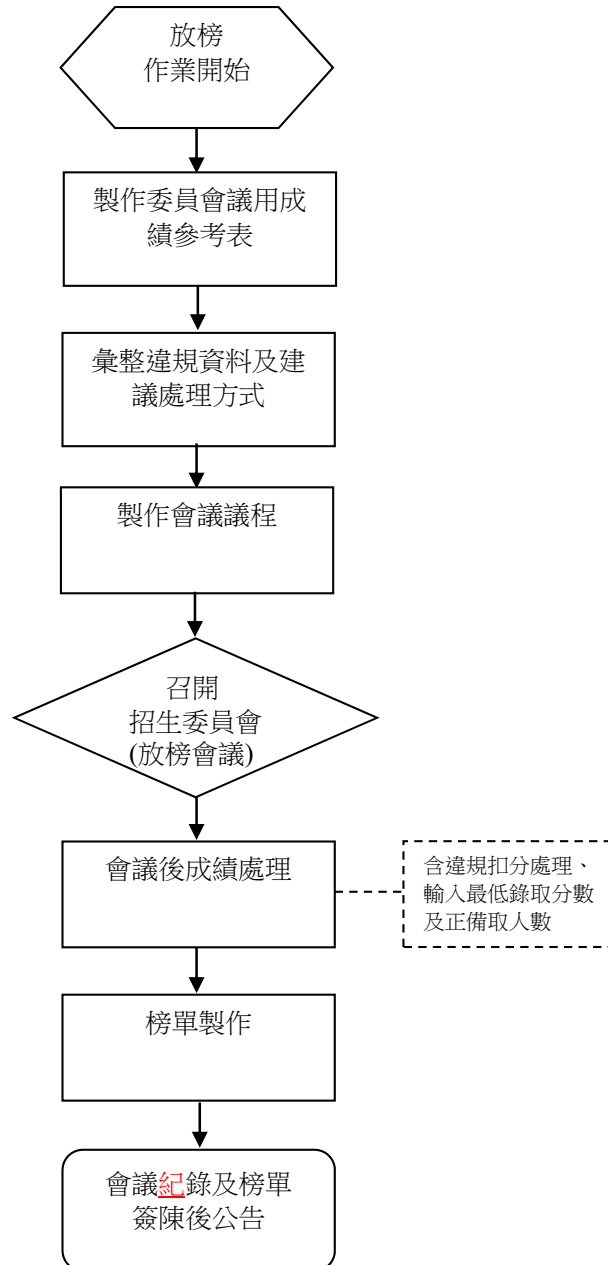 放榜
作業開始
製作委員會議用成
績參考表
彙整違規資料及建
議處理方式
製作會議議程
召開
招生委員會
(放榜會議)
會議後成績處理
含違規扣分處理、
輸入最低錄取分數
及正備取人數
榜單製作
會議紀錄及榜單
簽陳後公告